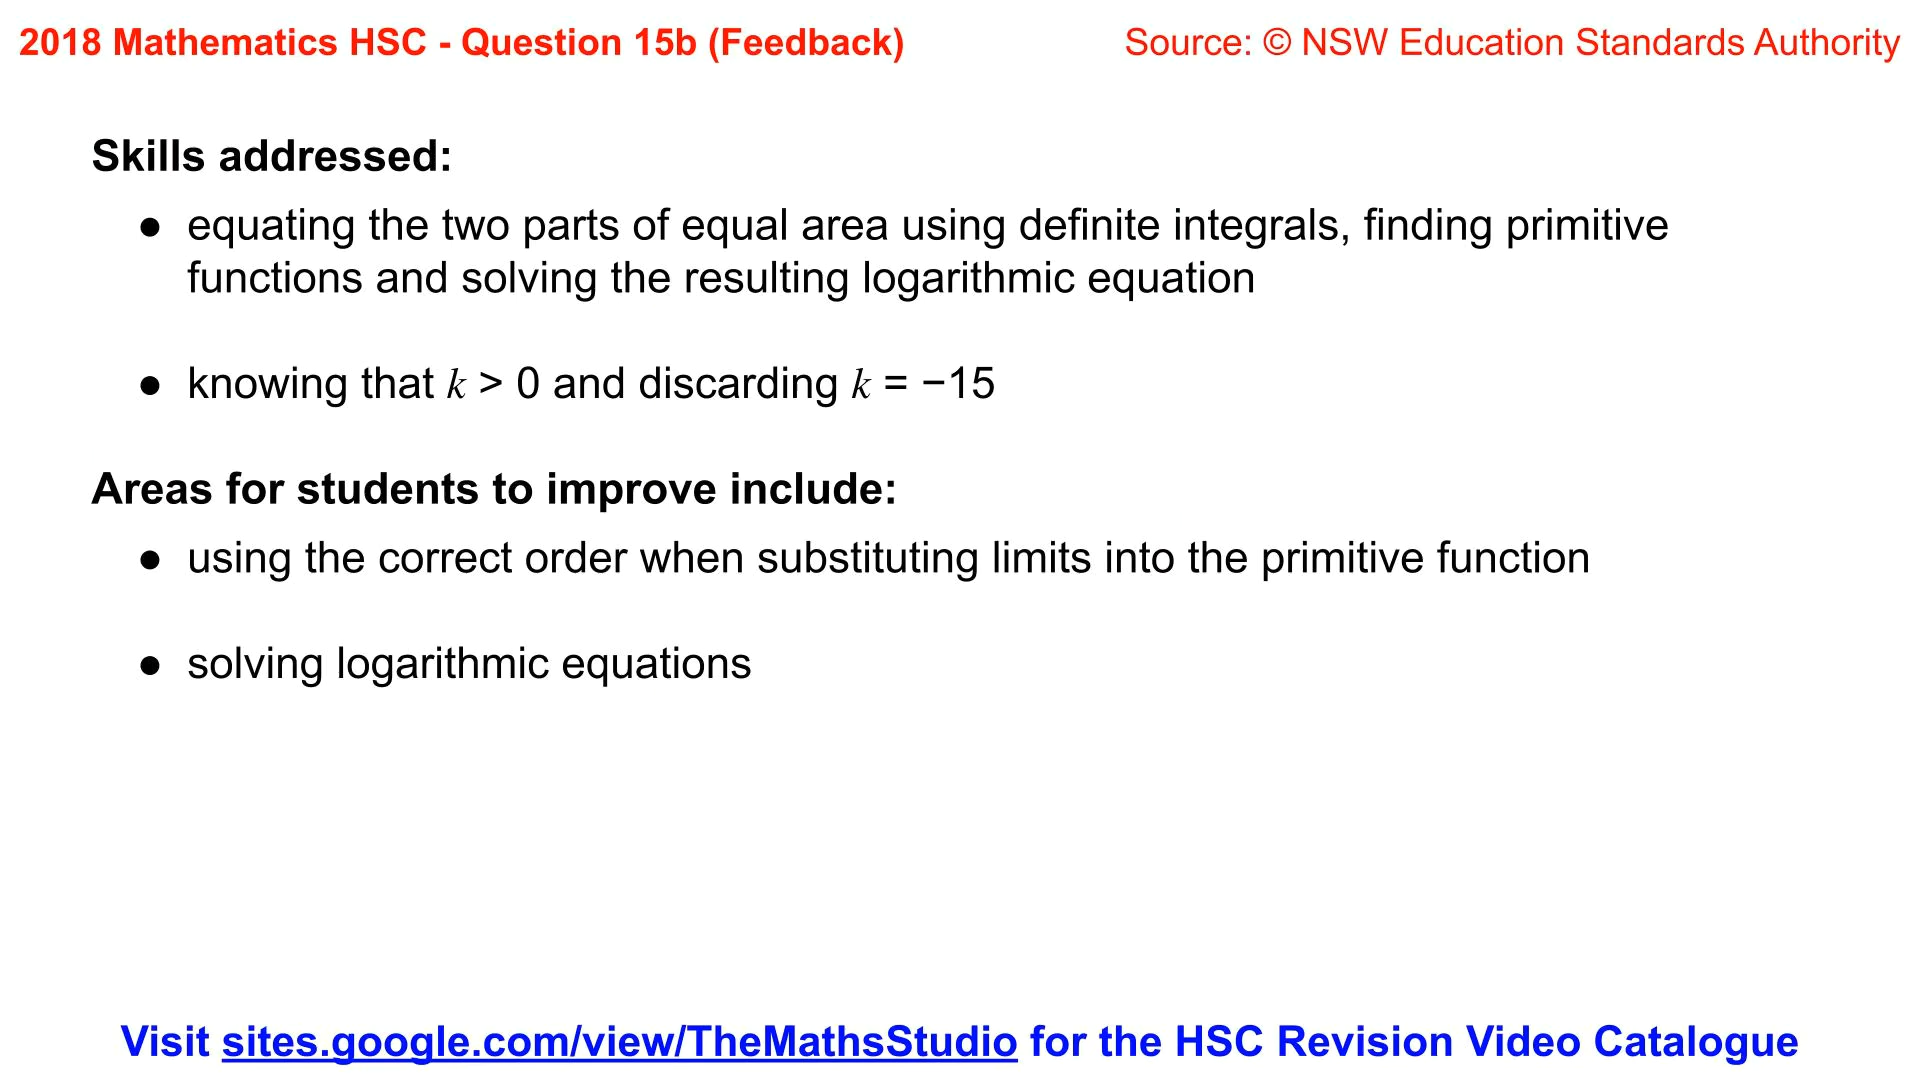 2018 Mathematics HSC - Question 15b (Feedback)
Source: © NSW Education Standards Authority
Skills addressed:
● equating the two parts of equal area using definite integrals, finding primitive
functions and solving the resulting logarithmic equation
● knowing that k > 0 and discarding k = −15
Areas for students to improve include:
● using the correct order when substituting limits into the primitive function
● solving logarithmic equations
Visit sites.google.com/view/TheMathsStudio for the HSC Revision Video Catalogue